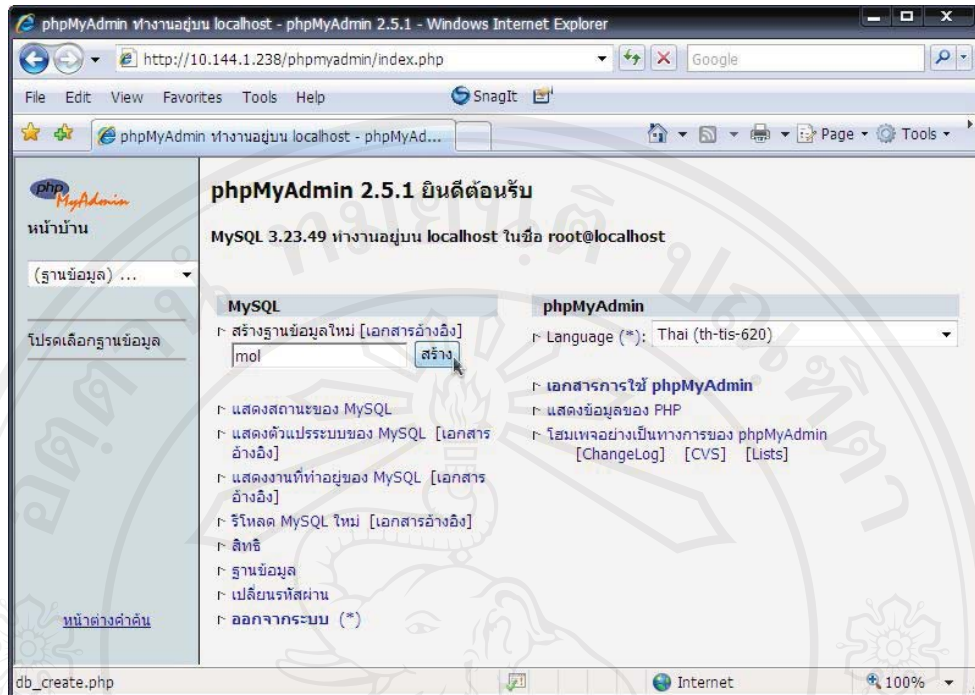 phpMyAdmin ทำงานอยู่บน localhost - phpMyAdmin 2.5.1 - Windows Internet Explorer
http://10.144.1.238/phpmyadmin/index.php
Google
File Edit View Favorites Tools Help
SnagIt
phpMyAdmin ทำงานอยู่บน localhost - phpMyAd...
Page
Tools
php
MyAdmin
หน้าบ้าน
(ฐานข้อมูล) ...
โปรดเลือกฐานข้อมูล
หน้าต่างคำค้น
phpMyAdmin 2.5.1 ยินดีต้อนรับ
MySQL 3.23.49 ทำงานอยู่บน localhost ในชื่อ root@localhost
MySQL
สร้างฐานข้อมูลใหม่ [เอกสารอ้างอิง]
mol
สร้าง
แสดงสถานะของ MySQL
แสดงตัวแปรระบบของ MySQL [เอกสาร
อ้างอิง]
แสดงงานที่ทำอยู่ของ MySQL [เอกสาร
อ้างอิง]
รีโหลด MySQL ใหม่ [เอกสารอ้างอิง]
สิทธิ
ฐานข้อมูล
เปลี่ยนรหัสผ่าน
ออกจากระบบ (*)
phpMyAdmin
Language (*): Thai (th-tis-620)
เอกสารการใช้ phpMyAdmin
แสดงข้อมูลของ PHP
โฮมเพจอย่างเป็นทางการของ phpMyAdmin
[ChangeLog] [CVS] [Lists]
db_create.php
Internet
100%